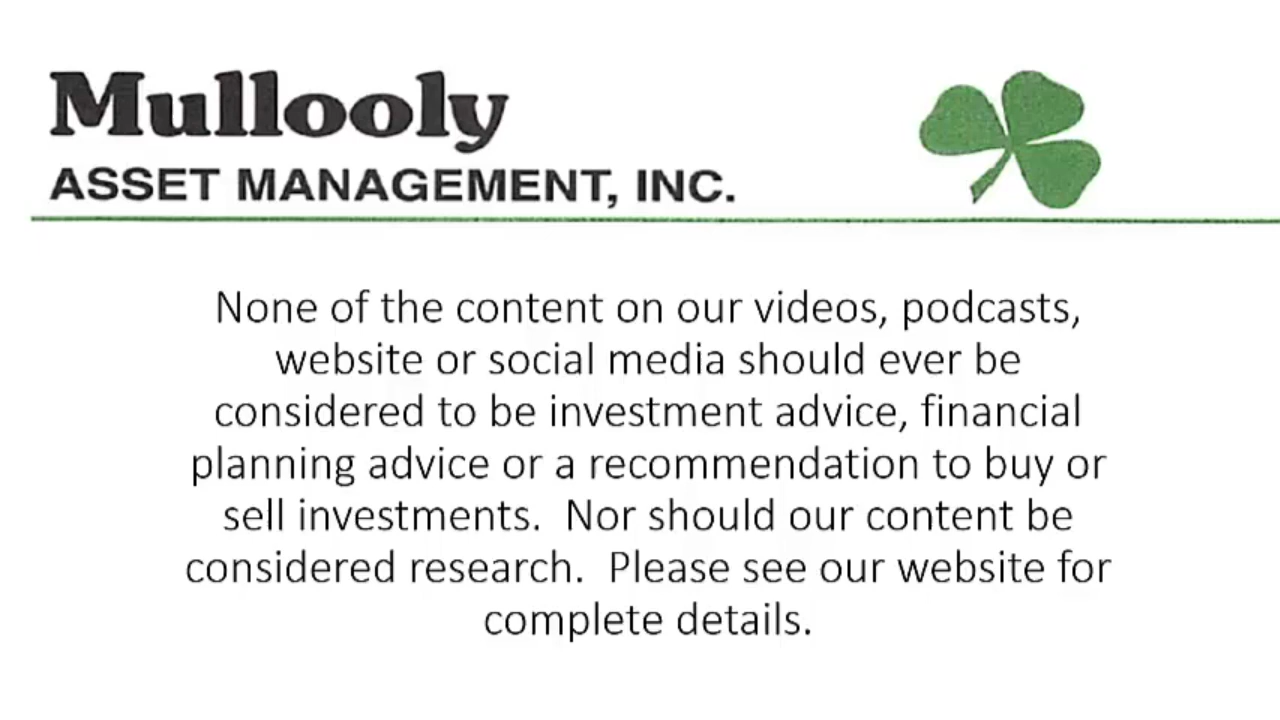 Mullooly
ASSET MANAGEMENT, INC.
None of the content on our videos, podcasts,
website or social media should ever be
considered to be investment advice, financial
planning advice or a recommendation to buy or
sell investments.  Nor should our content be
considered research.  Please see our website for
complete details.